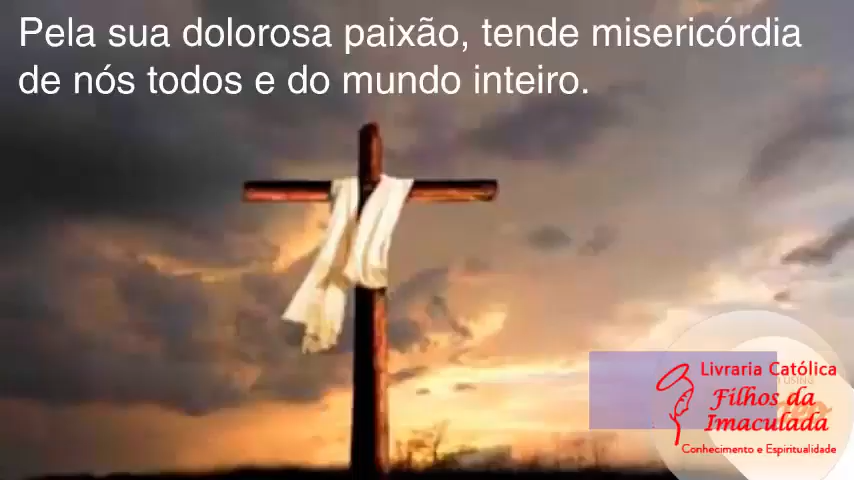 Pela sua dolorosa paixão, tende misericórdia
de nós todos e do mundo inteiro.
Livraria Católica
Filhos da
Imaculada
Conhecimento e Espiritualidade